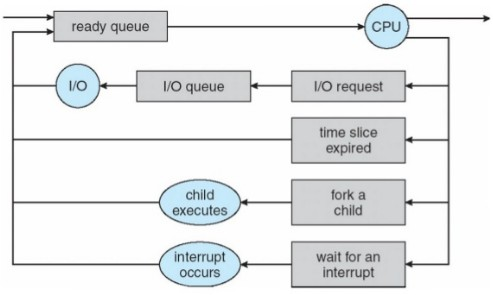 ready queue
CPU
I/O
I/O queue
I/O request
time slice
expired
child
executes
fork a
child
interrupt
occurs
wait for an
interrupt